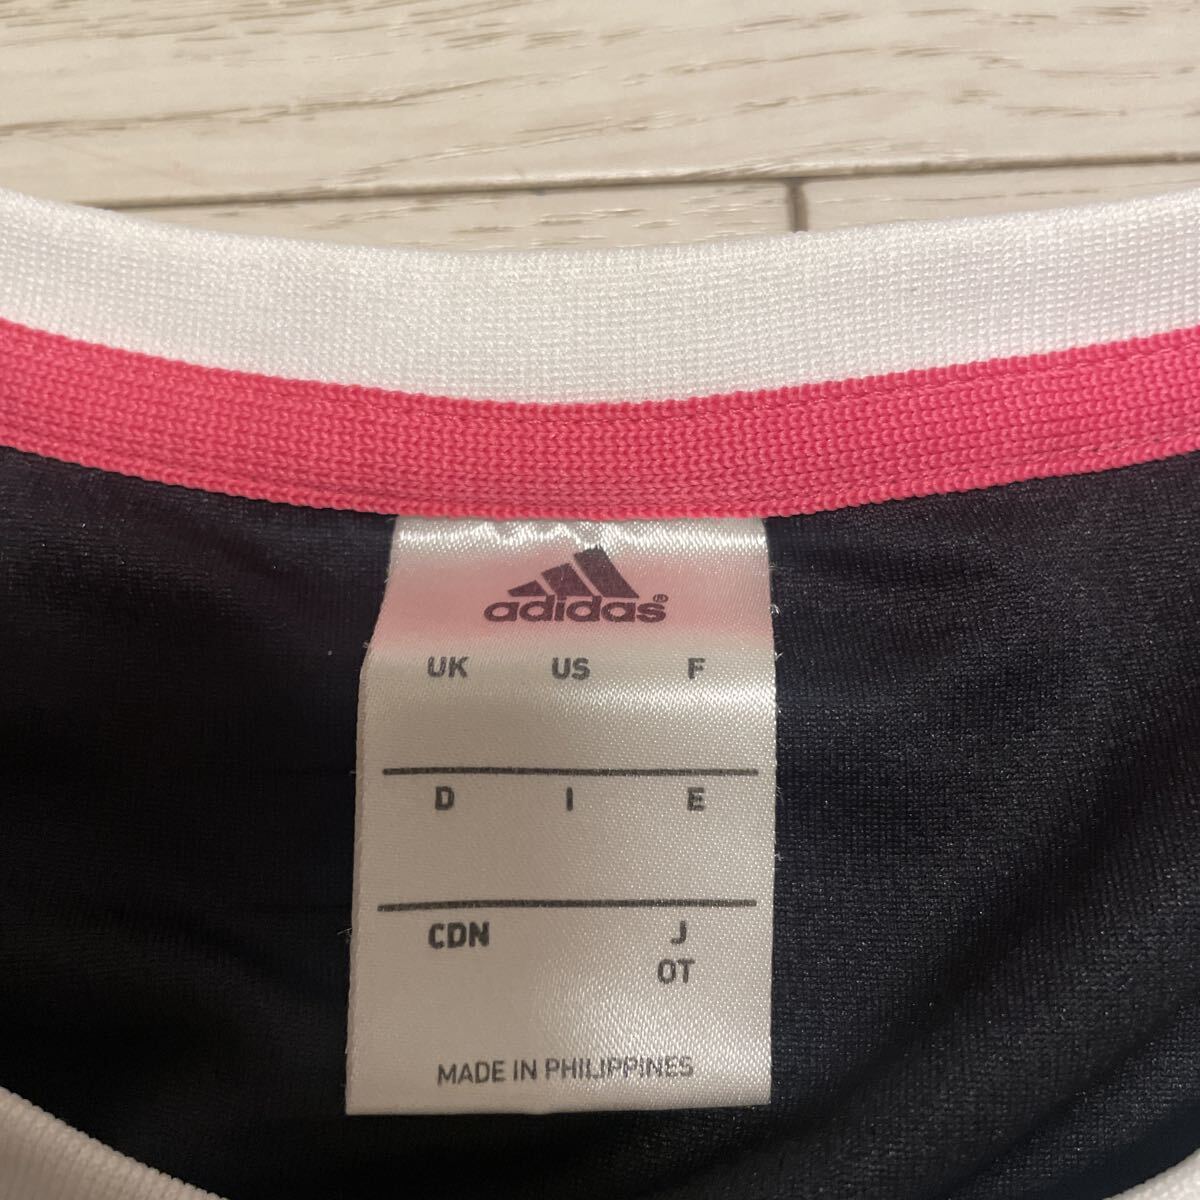 adidas®
UK US F
D I E
CDN J
OT
MADE IN PHILIPPINES